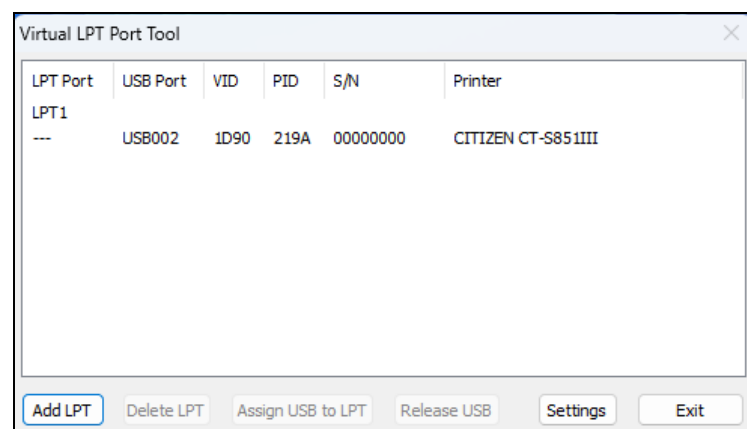 Virtual LPT Port Tool
LPT Port USB Port VID PID S/N Printer
LPT1
--- USB002 1D90 219A 00000000 CITIZEN CT-S851III
Add LPT Delete LPT Assign USB to LPT Release USB Settings Exit